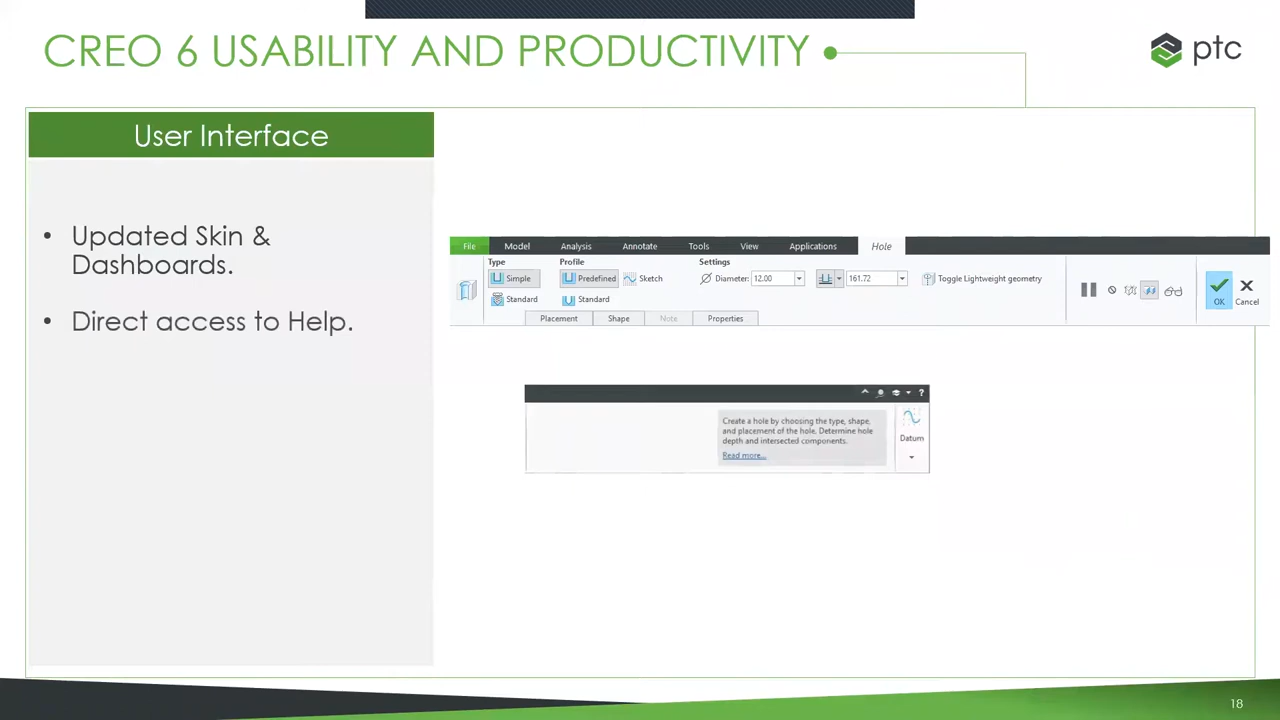 CREO 6 USABILITY AND PRODUCTIVITY
ptc
User Interface
• Updated Skin &
Dashboards.
• Direct access to Help.
File Model Analysis Annotate Tools View Applications Hole
Type Profile Settings
Simple Predefined Sketch Diameter: 12.00 161.72 Toggle Lightweight geometry
Standard Standard
OK Cancel
Placement Shape Note Properties
?
Create a hole by choosing the type, shape,
and placement of the hole. Determine hole
depth and intersected components.
Read more...
Datum
18